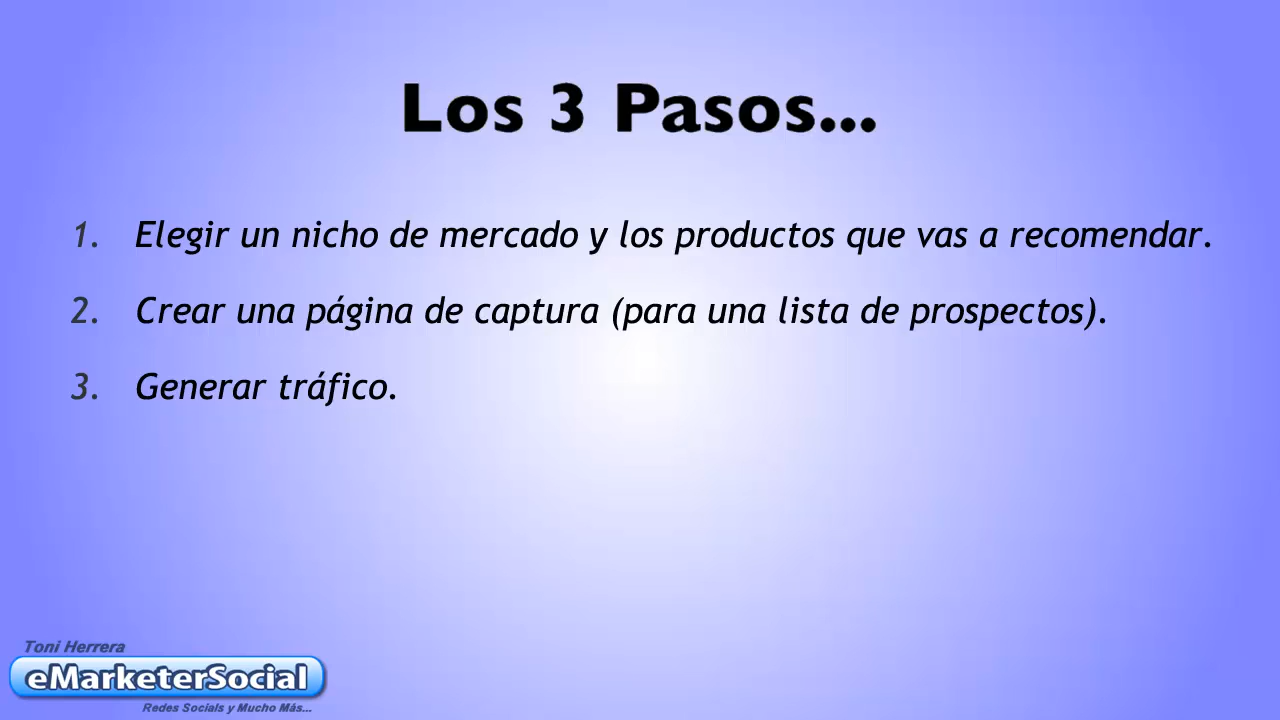 Los 3 Pasos...
1. Elegir un nicho de mercado y los productos que vas a recomendar.
2. Crear una página de captura (para una lista de prospectos).
3. Generar tráfico.
Toni Herrera
eMarketerSocial
Redes Socials y Mucho Más...